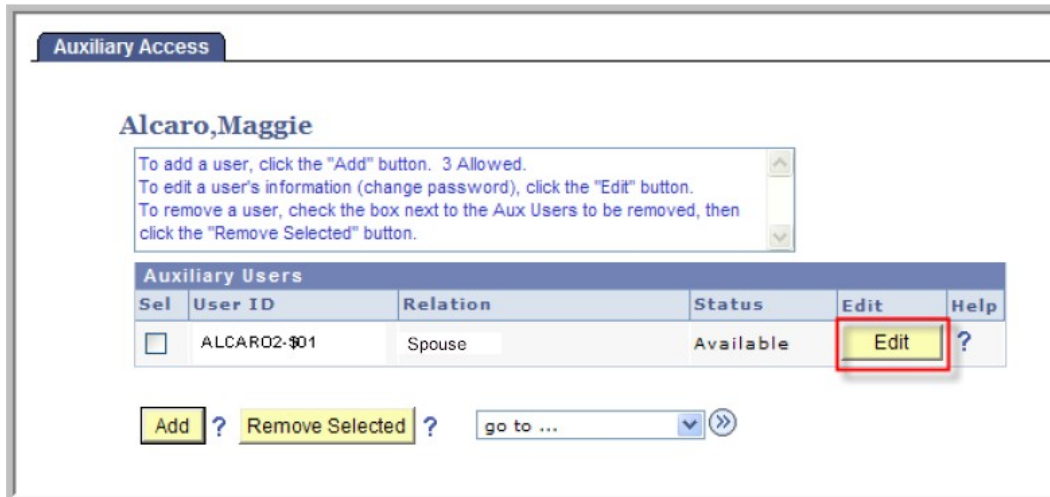 Auxiliary Access
Alcaro,Maggie
To add a user, click the "Add" button. 3 Allowed.
To edit a user's information (change password), click the "Edit" button.
To remove a user, check the box next to the Aux Users to be removed, then
click the "Remove Selected" button.
Auxiliary Users
Sel User ID Relation Status Edit Help
ALCARO2-$01 Spouse Available Edit ?
Add ? Remove Selected ? go to ...